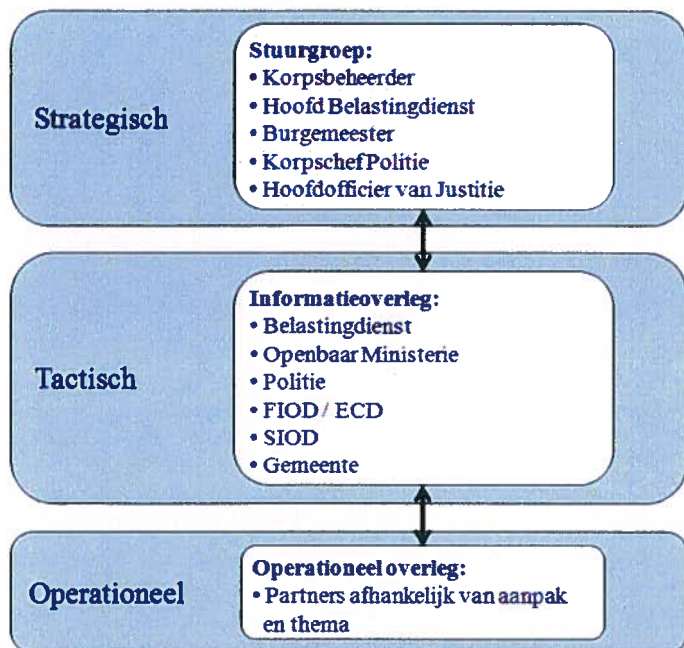 Strategisch
Stuurgroep:
• Korpsbeheerder
• Hoofd Belastingdienst
• Burgemeester
• Korpschef Politie
• Hoofdofficier van Justitie
Tactisch
Informatieoverleg:
• Belastingdienst
• Openbaar Ministerie
• Politie
• FIOD / ECD
• SIOD
• Gemeente
Operationeel
Operationeel overleg:
• Partners afhankelijk van aanpak
en thema